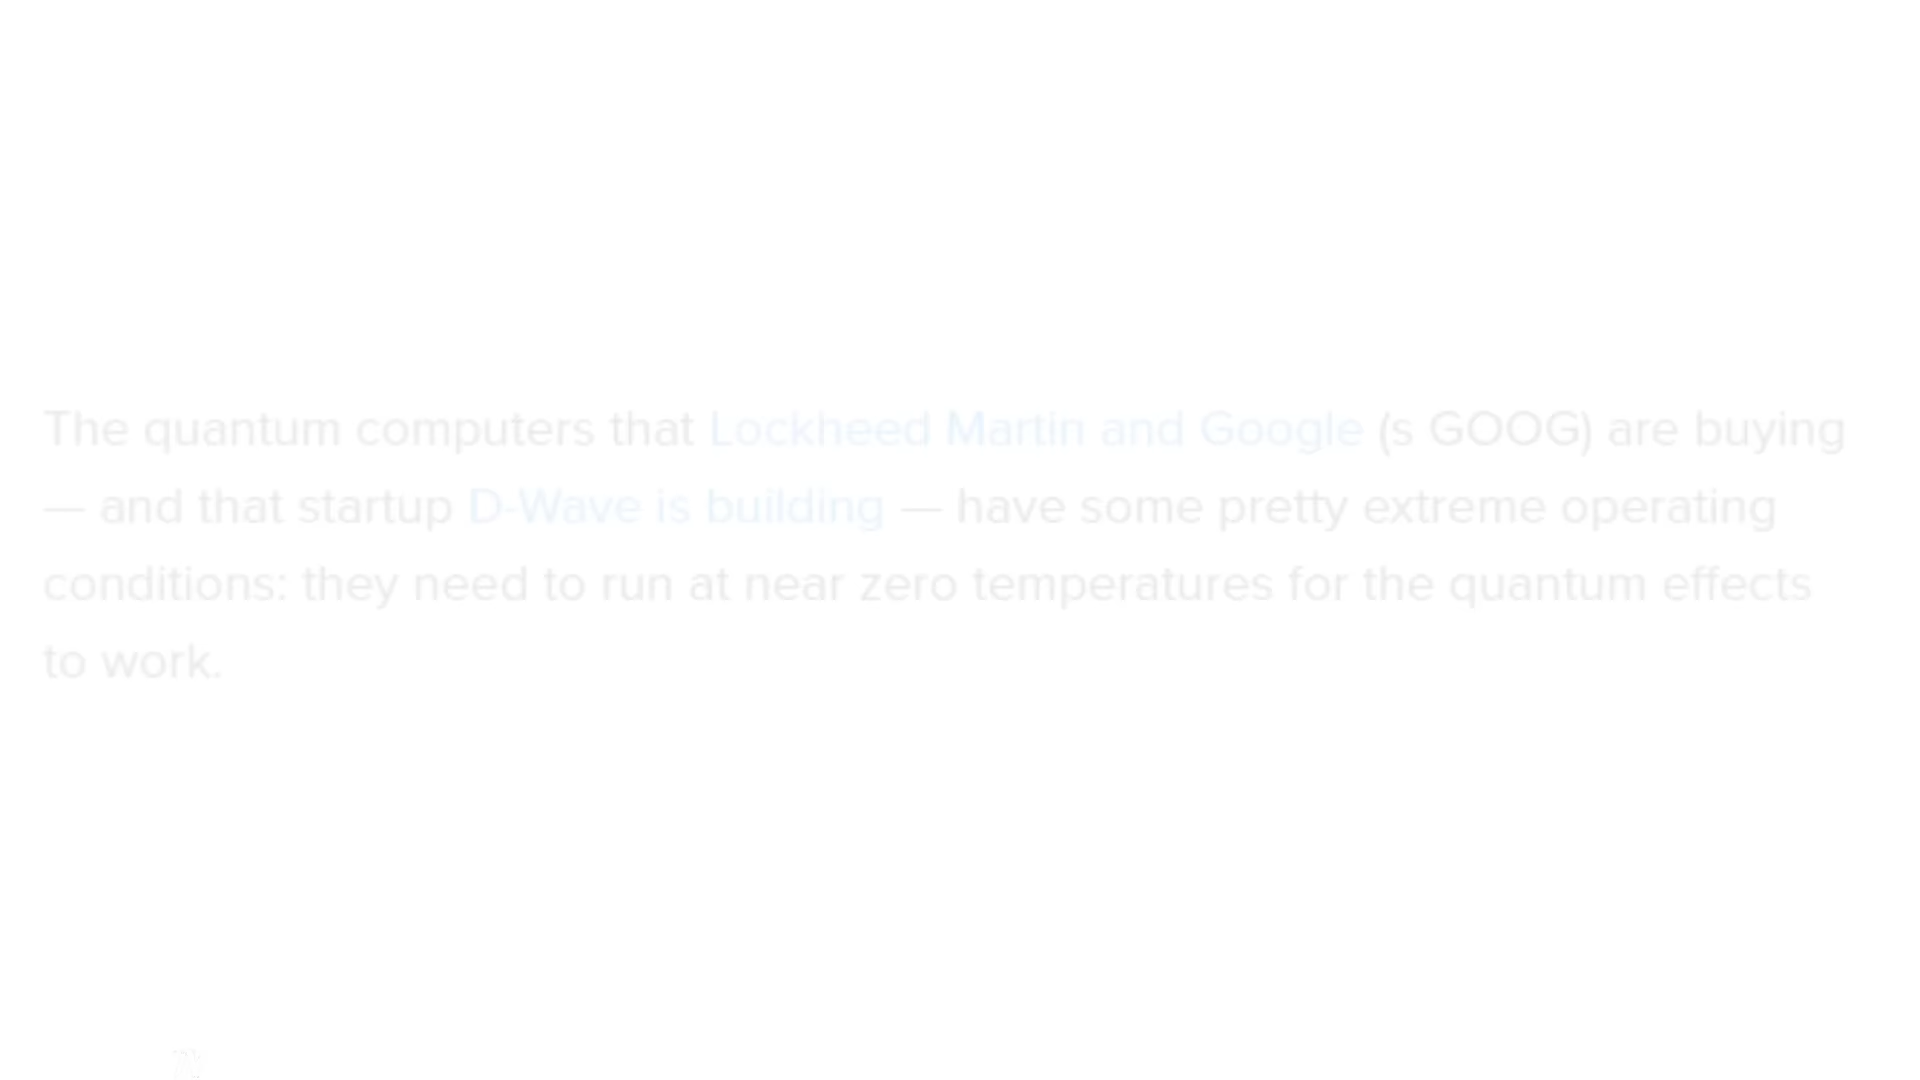 The quantum computers that Lockheed Martin and Google (s GOOG) are buying
— and that startup D-Wave is building — have some pretty extreme operating
conditions: they need to run at near zero temperatures for the quantum effects
to work.